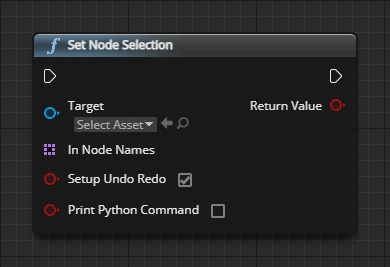 Set Node Selection
Target
Return Value
Select Asset
In Node Names
Setup Undo Redo
Print Python Command